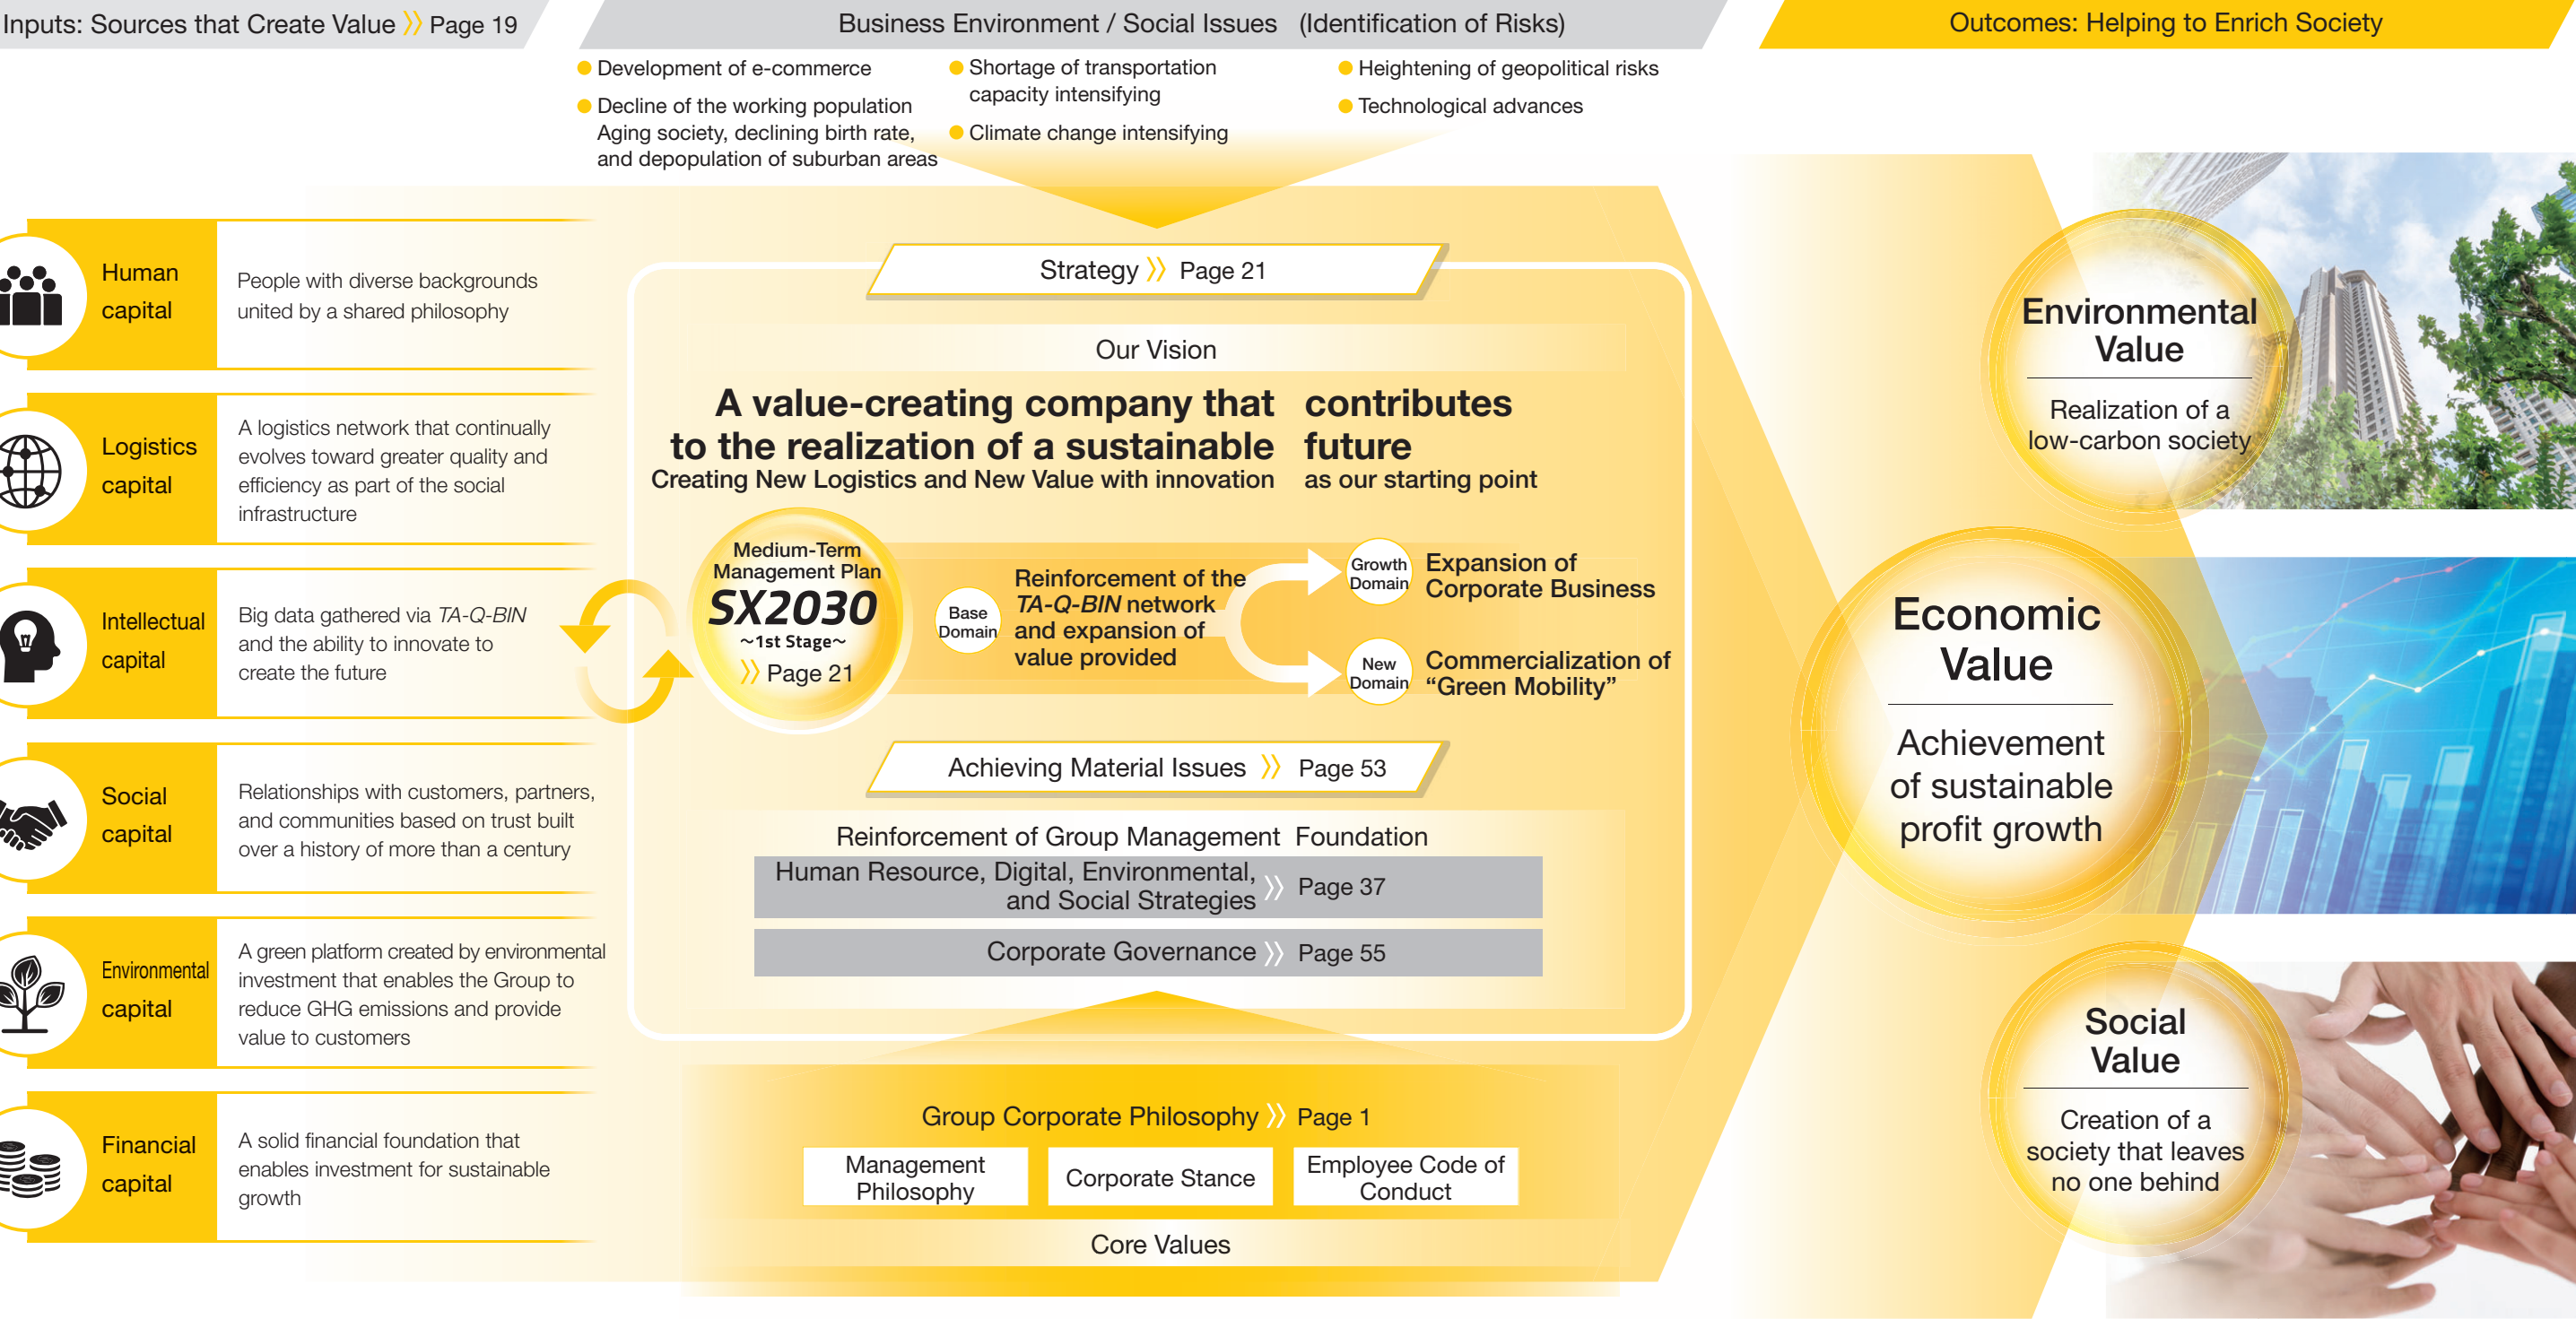 Inputs: Sources that Create Value 》 Page 19
Business Environment / Social Issues (Identification of Risks)
Outcomes: Helping to Enrich Society
Development of e-commerce
Decline of the working population
Aging society, declining birth rate,
and depopulation of suburban areas
Shortage of transportation
capacity intensifying
Climate change intensifying
Heightening of geopolitical risks
Technological advances
Human
capital
People with diverse backgrounds
united by a shared philosophy
Logistics
capital
A logistics network that continually
evolves toward greater quality and
efficiency as part of the social
infrastructure
Intellectual
capital
Big data gathered via TA-Q-BIN
and the ability to innovate to
create the future
Social
capital
Relationships with customers, partners,
and communities based on trust built
over a history of more than a century
Environmental
capital
A green platform created by environmental
investment that enables the Group to
reduce GHG emissions and provide
value to customers
Financial
capital
A solid financial foundation that
enables investment for sustainable
growth
Strategy 》 Page 21
Our Vision
A value-creating company that contributes
to the realization of a sustainable future
Creating New Logistics and New Value with innovation as our starting point
Medium-Term
Management Plan
SX2030
～1st Stage～
》 Page 21
Base
Domain
Reinforcement of the
TA-Q-BIN network
and expansion of
value provided
Growth
Domain
Expansion of
Corporate Business
New
Domain
Commercialization of
“Green Mobility”
Achieving Material Issues 》 Page 53
Reinforcement of Group Management Foundation
Human Resource, Digital, Environmental,
and Social Strategies 》 Page 37
Corporate Governance 》 Page 55
Group Corporate Philosophy 》 Page 1
Management
Philosophy
Corporate Stance
Employee Code of
Conduct
Core Values
Environmental
Value
Realization of a
low-carbon society
Economic
Value
Achievement
of sustainable
profit growth
Social
Value
Creation of a
society that leaves
no one behind